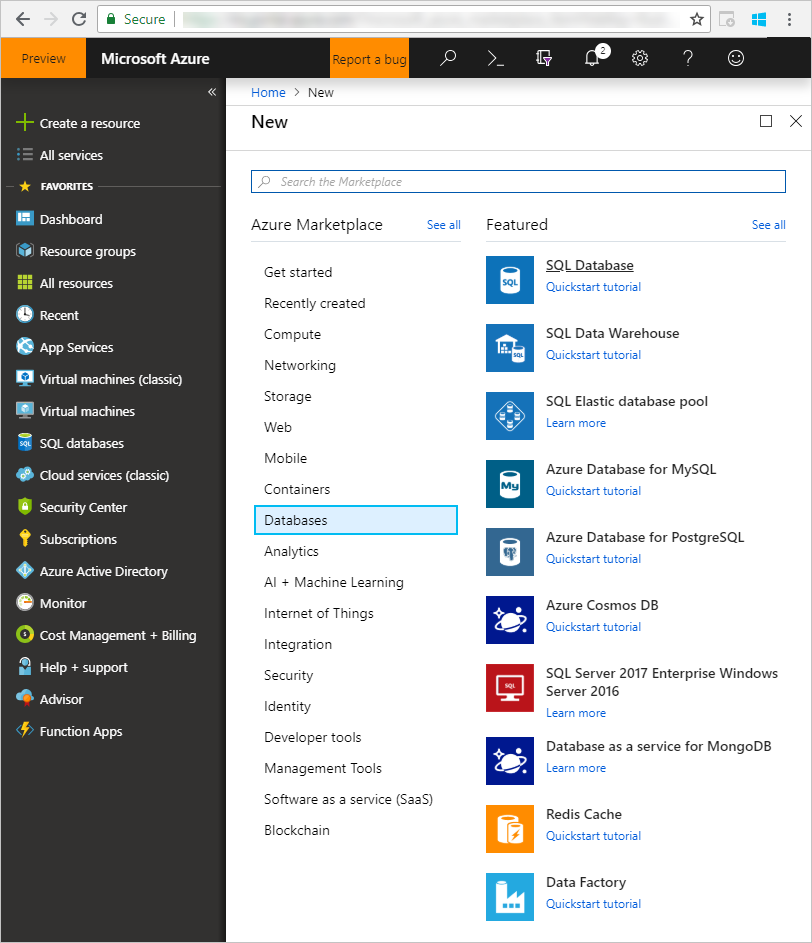 Secure
Preview
Microsoft Azure
Report a bug
2
Create a resource
All services
FAVORITES
Dashboard
Resource groups
All resources
Recent
App Services
Virtual machines (classic)
Virtual machines
SQL databases
Cloud services (classic)
Security Center
Subscriptions
Azure Active Directory
Monitor
Cost Management + Billing
Help + support
Advisor
Function Apps
Home > New
New
Search the Marketplace
Azure Marketplace
See all
Get started
Recently created
Compute
Networking
Storage
Web
Mobile
Containers
Databases
Analytics
AI + Machine Learning
Internet of Things
Integration
Security
Identity
Developer tools
Management Tools
Software as a service (SaaS)
Blockchain
Featured
See all
SQL
SQL Database
Quickstart tutorial
SQL
SQL Data Warehouse
Quickstart tutorial
SQL Elastic database pool
Learn more
My
Azure Database for MySQL
Quickstart tutorial
Azure Database for PostgreSQL
Quickstart tutorial
Azure Cosmos DB
Quickstart tutorial
SQL
SQL Server 2017 Enterprise Windows
Server 2016
Learn more
Database as a service for MongoDB
Learn more
Redis Cache
Quickstart tutorial
Data Factory
Quickstart tutorial